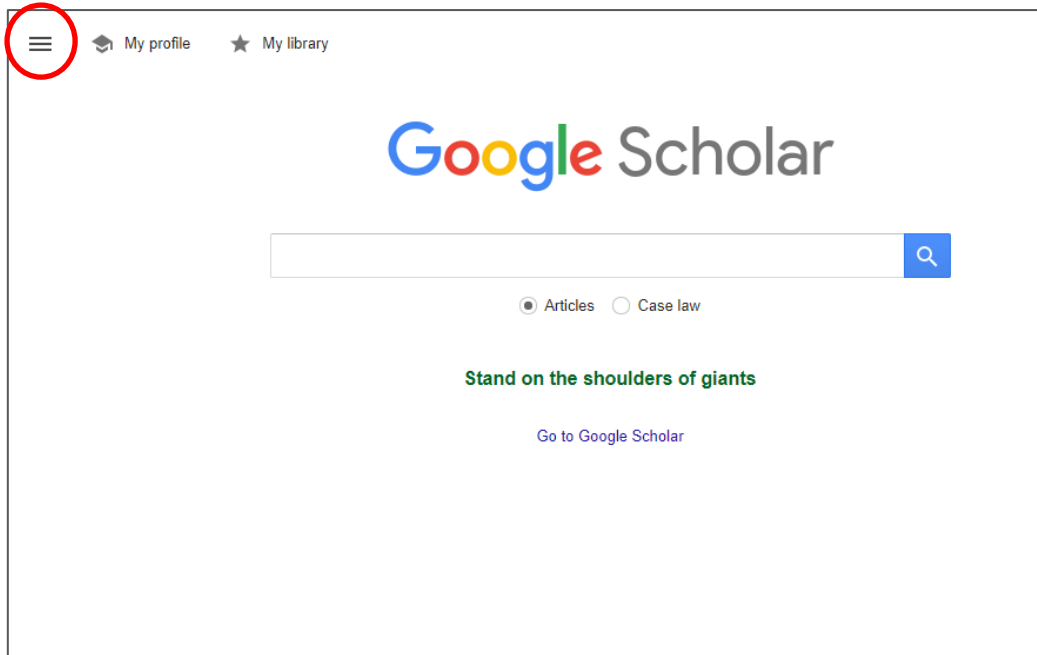 My profile My library
Google Scholar
Articles Case law
Stand on the shoulders of giants
Go to Google Scholar